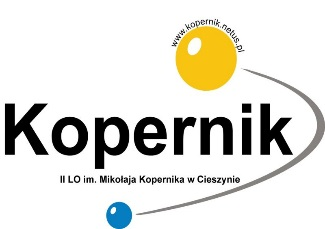 www.kopernik.netus.pl
Kopernik
II LO im. Mikołaja Kopernika w Cieszynie